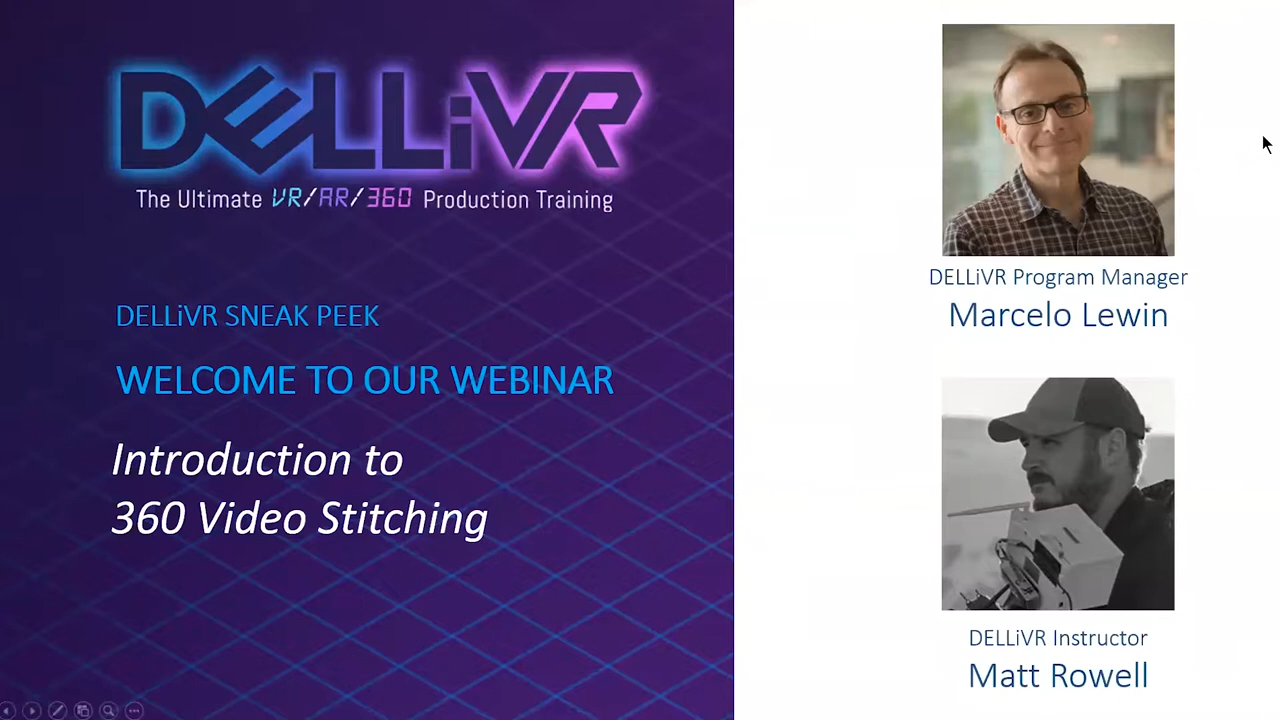 DELLiVR
The Ultimate VR/AR/360 Production Training
DELLiVR SNEAK PEEK
WELCOME TO OUR WEBINAR
Introduction to
360 Video Stitching
DELLiVR Program Manager
Marcelo Lewin
DELLiVR Instructor
Matt Rowell